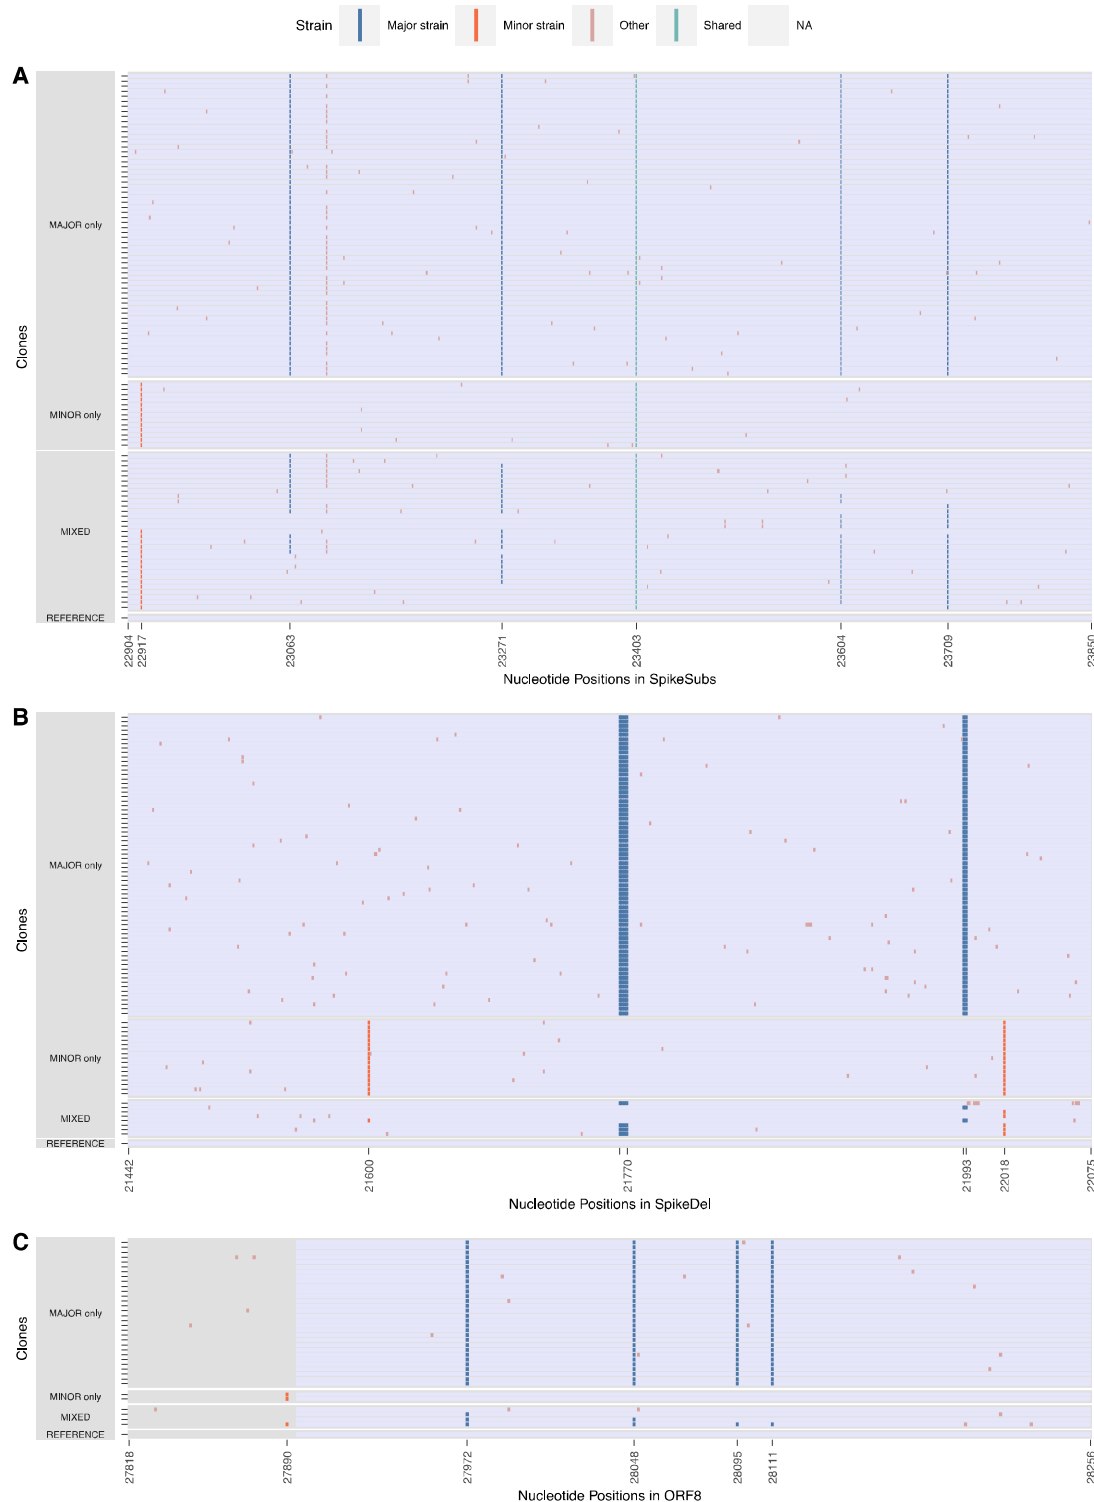 Strain Major strain Minor strain Other Shared NA
A
MAJOR only
MINOR only
MIXED
REFERENCE
Clones
22904 22917 23063 23271 23403 23604 23709 23850
Nucleotide Positions in SpikeSubs
B
MAJOR only
MINOR only
MIXED
REFERENCE
Clones
21442 21600 21770 21993 22018 22075
Nucleotide Positions in SpikeDel
C
MAJOR only
MINOR only
MIXED
REFERENCE
Clones
27818 27890 27972 28048 28095 28111 28256
Nucleotide Positions in ORF8